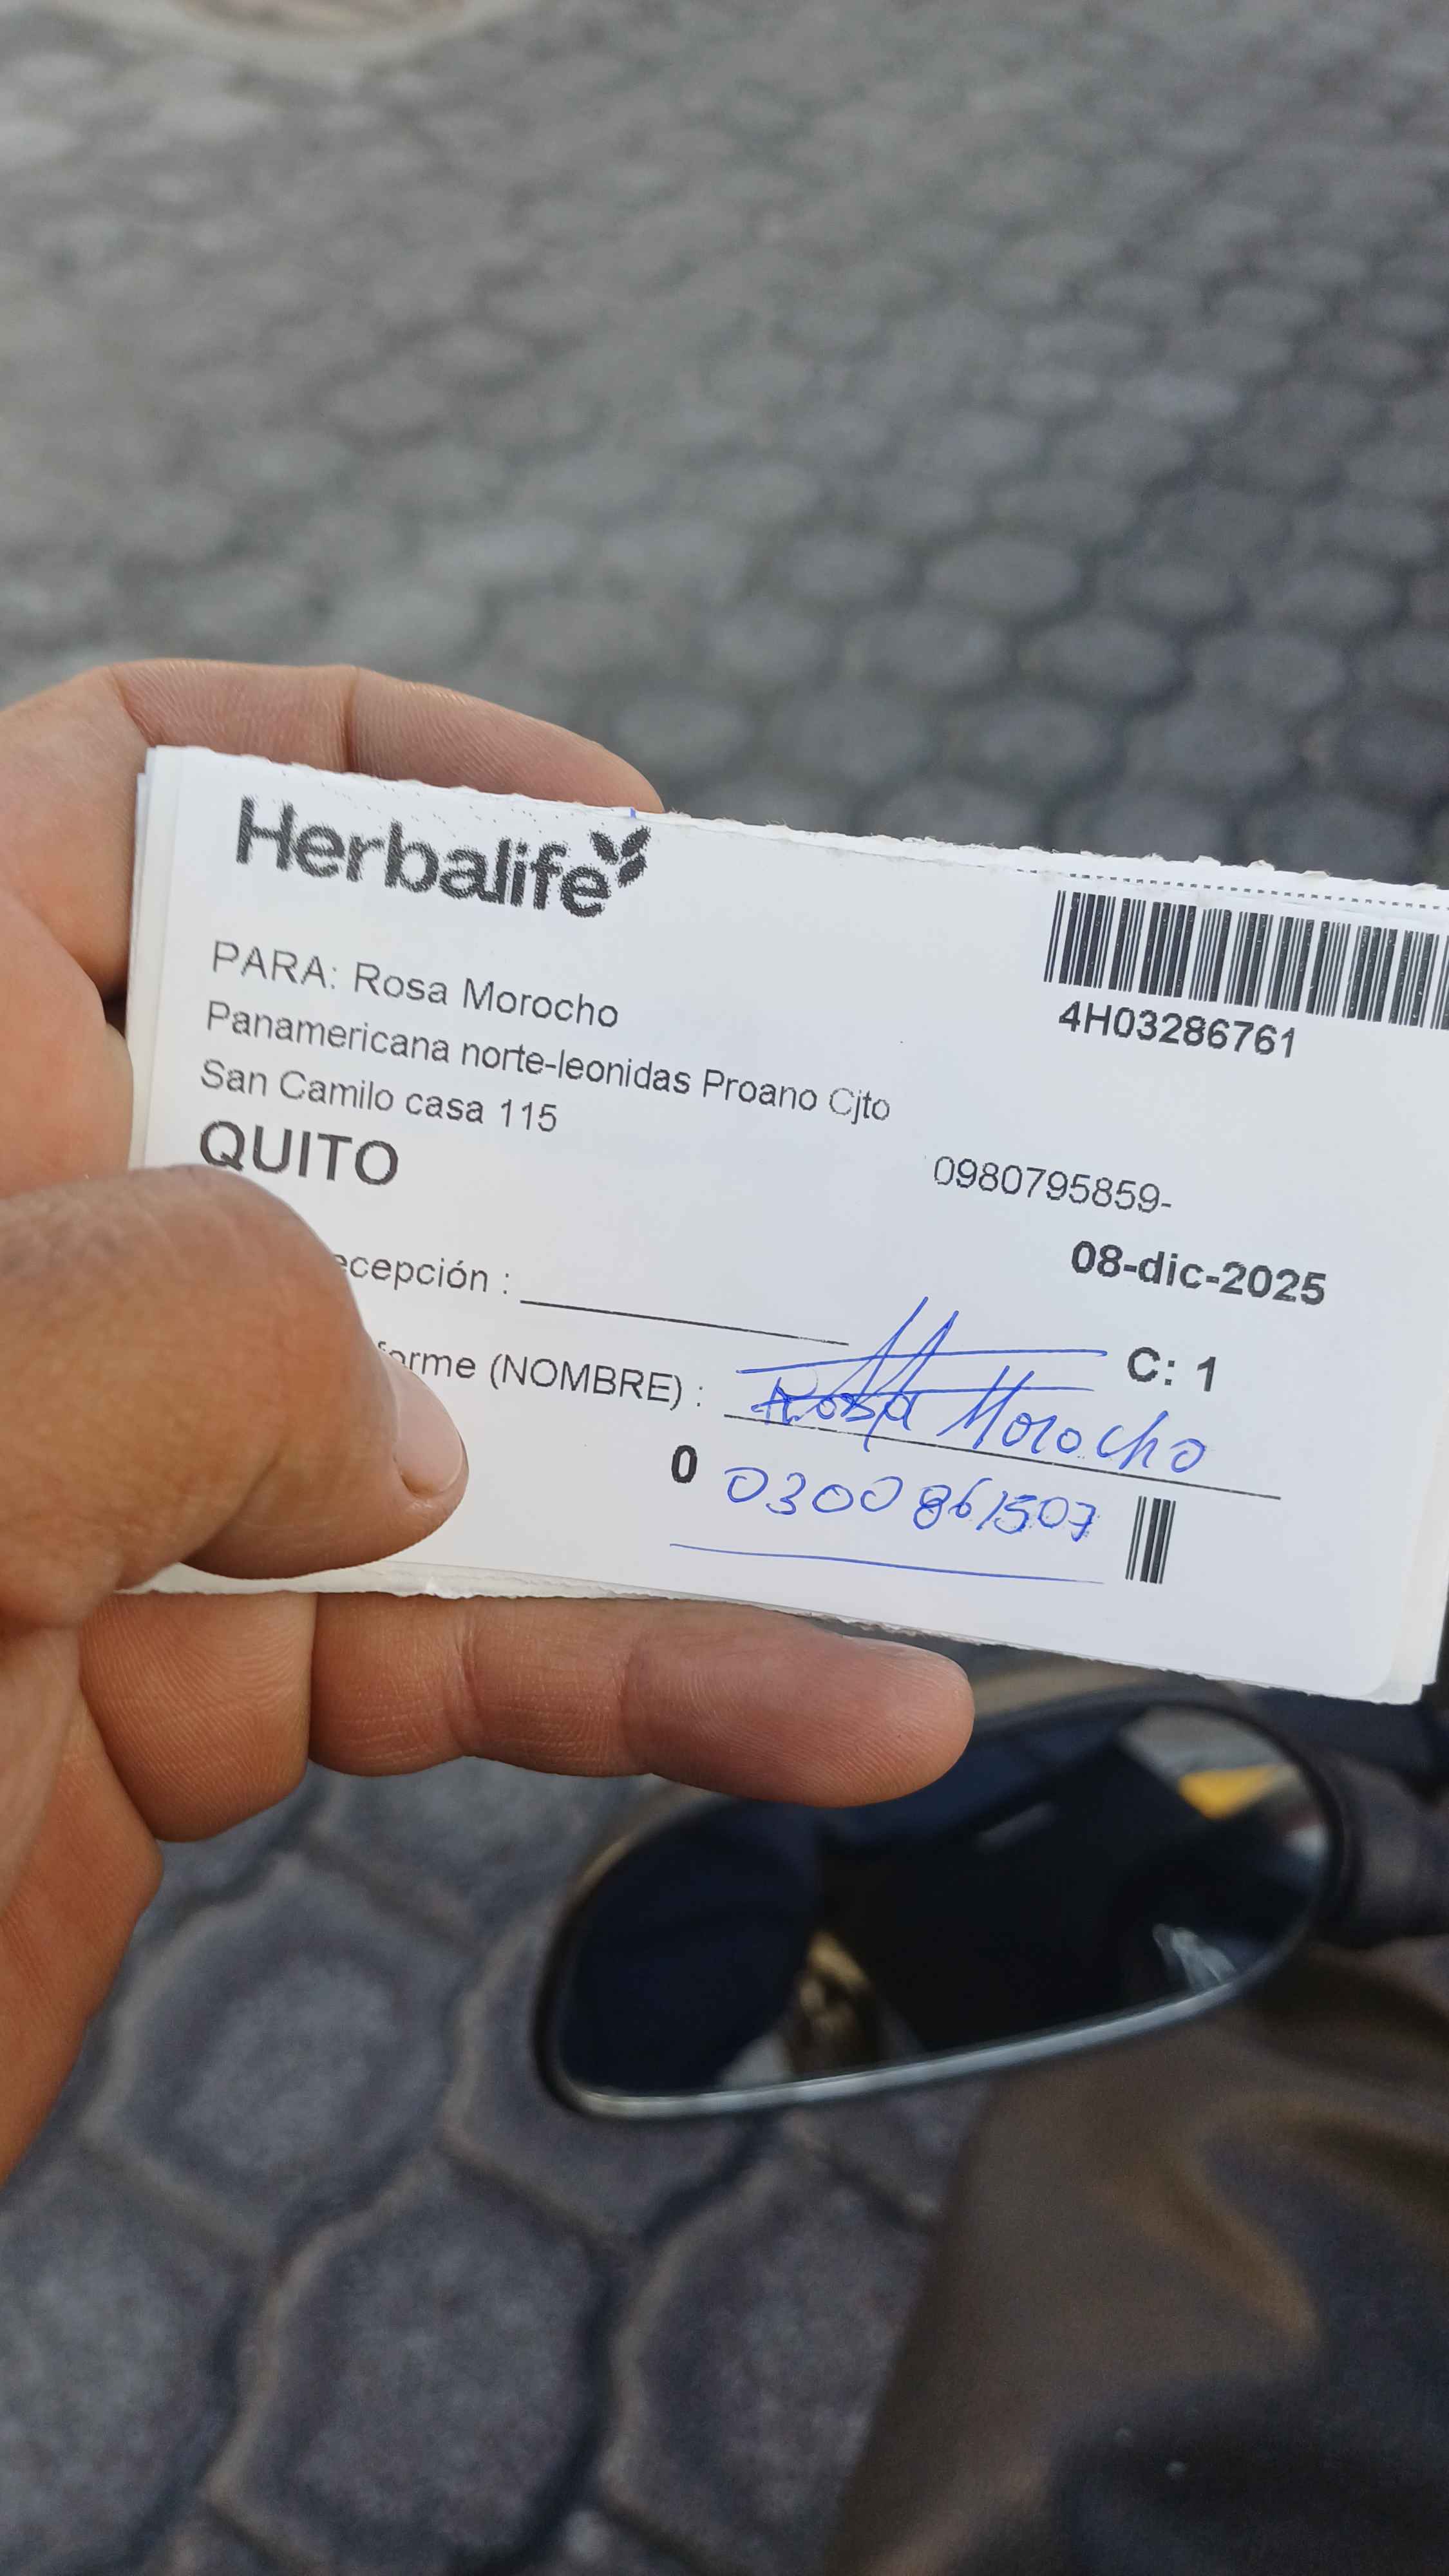 Herbalife
4H03286761
PARA: Rosa Morocho
Panamericana norte-leonidas Proano Cjto
San Camilo casa 115
QUITO
0980795859-
08-dic-2025
ecepción :
C: 1
forme (NOMBRE) : Rosa Morocho
0 0300861507